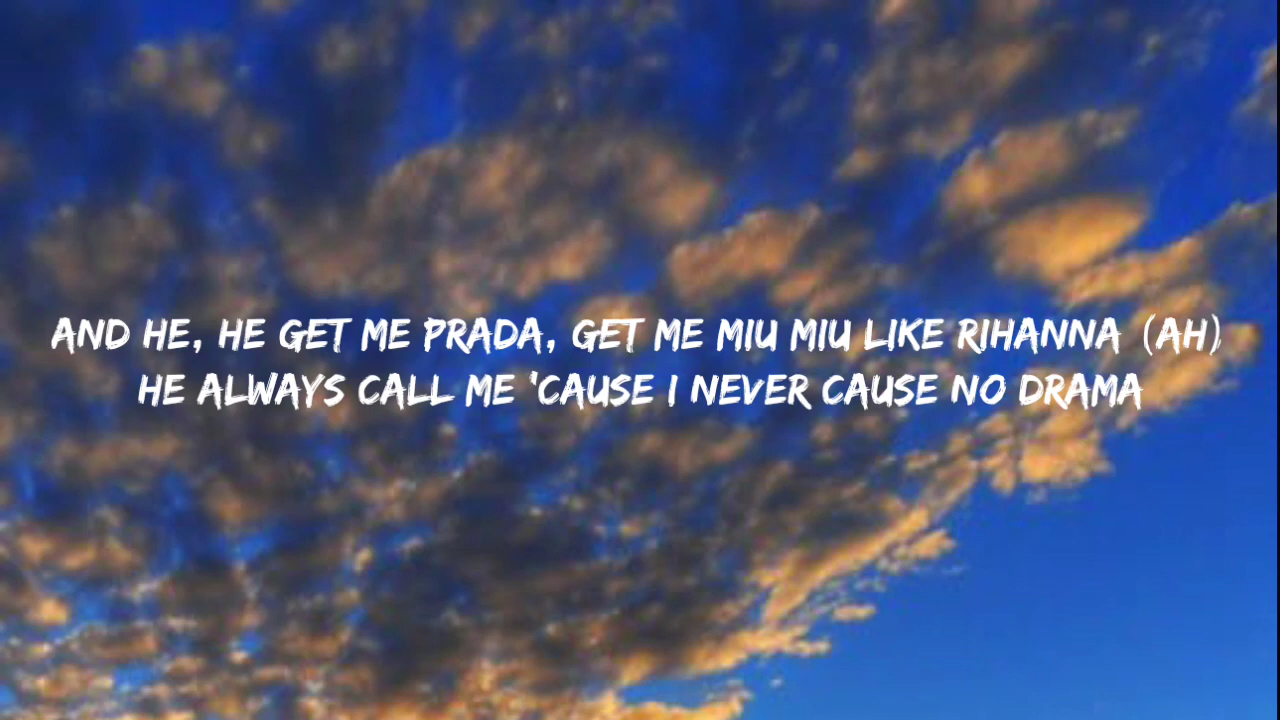 AND HE, HE GET ME PRADA, GET ME MIU MIU LIKE RIHANNA (AH)
HE ALWAYS CALL ME 'CAUSE I NEVER CAUSE NO DRAMA